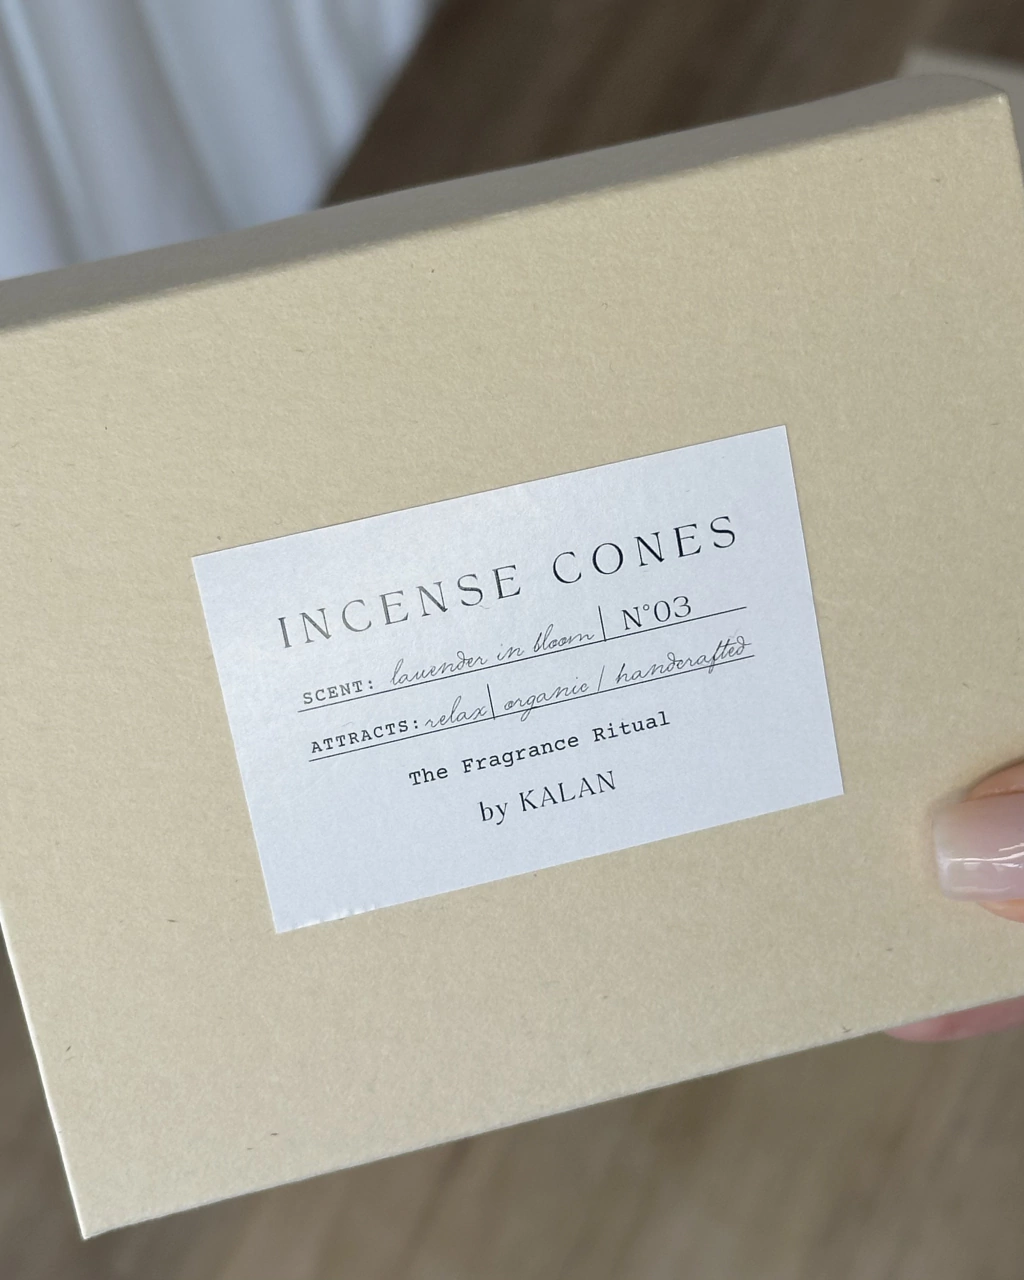 INCENSE CONES
SCENT: lavender in bloom | N°03
ATTRACTS: relax | organic / handcrafted
The Fragrance Ritual
by KALAN